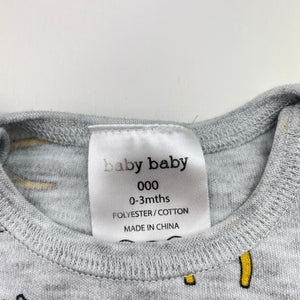 baby baby
000
0-3mths
POLYESTER/COTTON
MADE IN CHINA